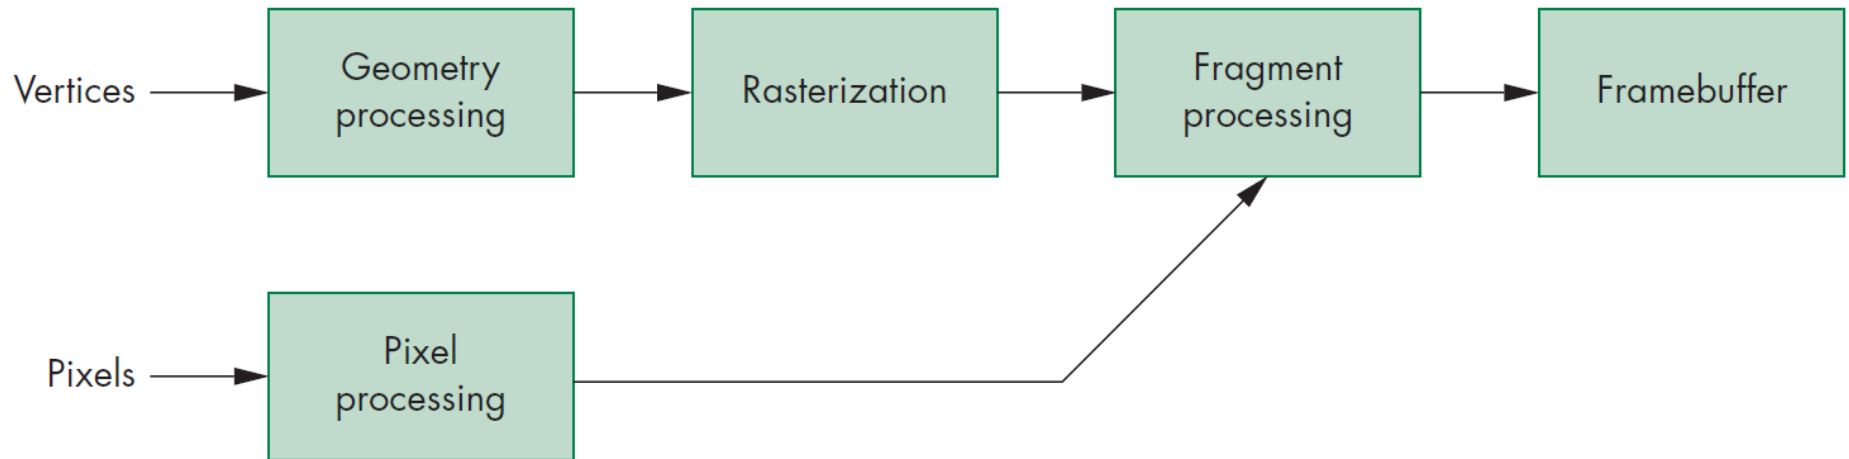 Vertices
Geometry
processing
Rasterization
Fragment
processing
Framebuffer
Pixels
Pixel
processing